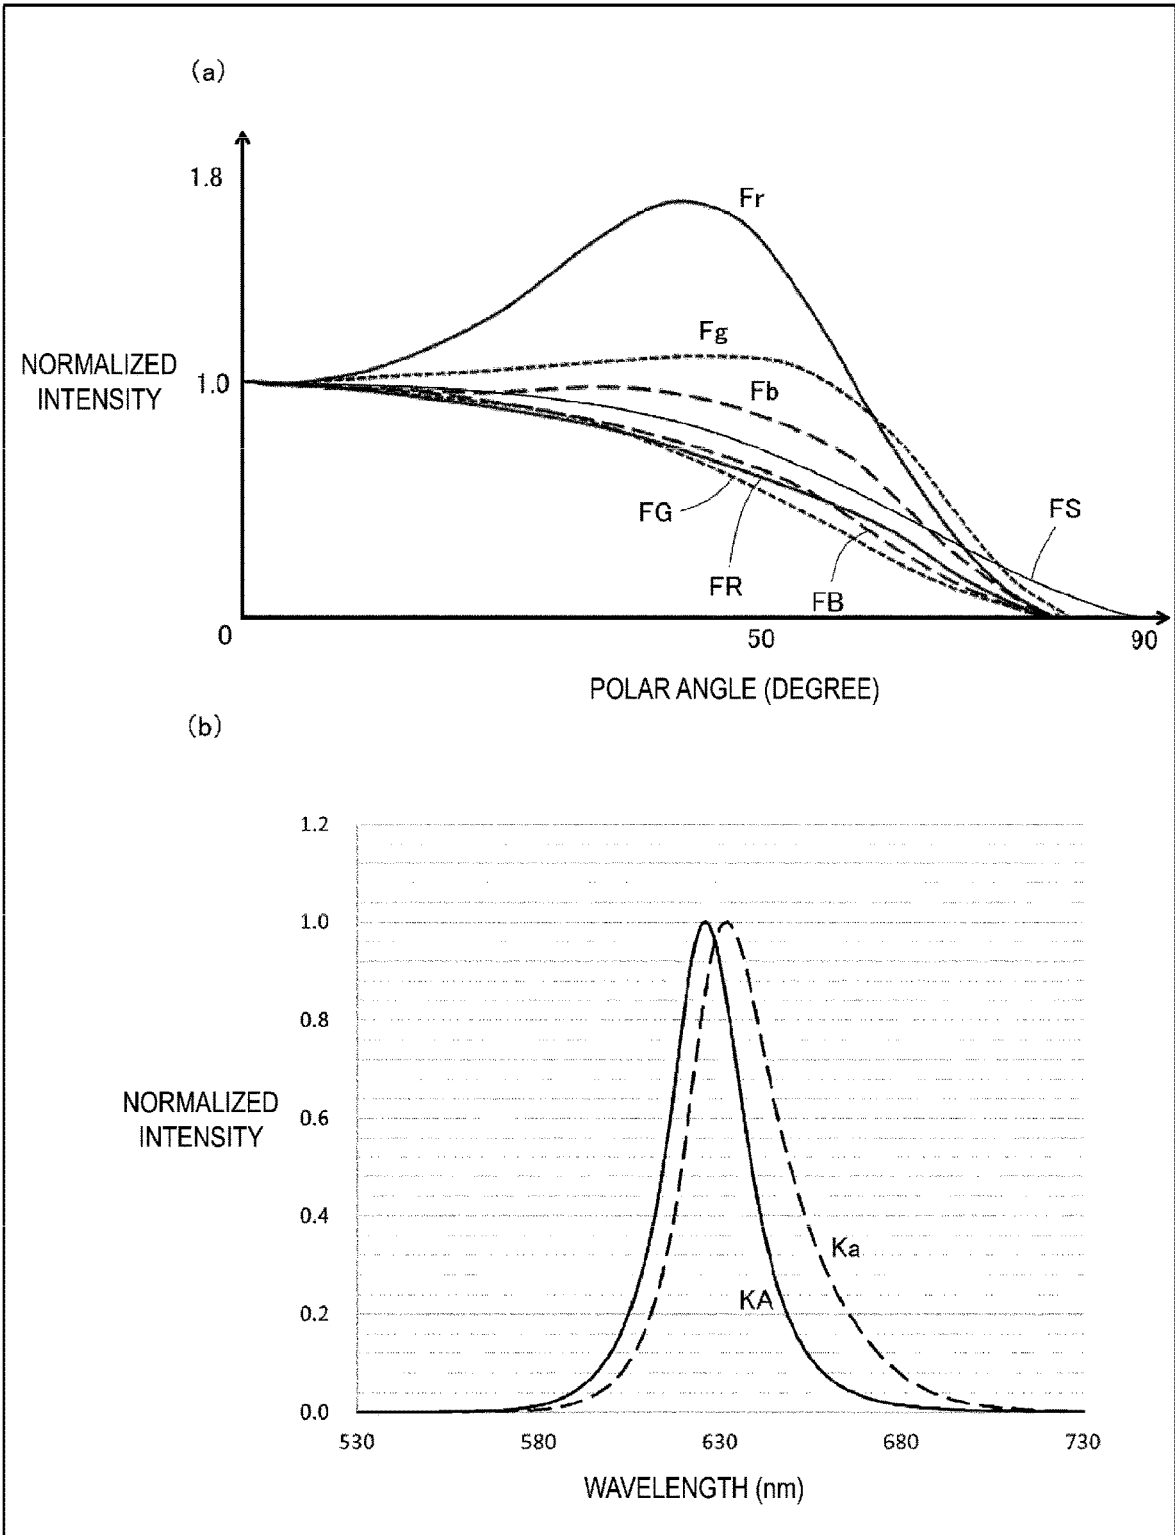 (a)
1.8
Fr
NORMALIZED
INTENSITY
Fg
1.0
Fb
FG
FS
FR
FB
0
50
90
POLAR ANGLE (DEGREE)
(b)
1.2
1.0
0.8
NORMALIZED
INTENSITY
0.6
0.4
Ka
KA
0.2
0.0
530
580
630
680
730
WAVELENGTH (nm)